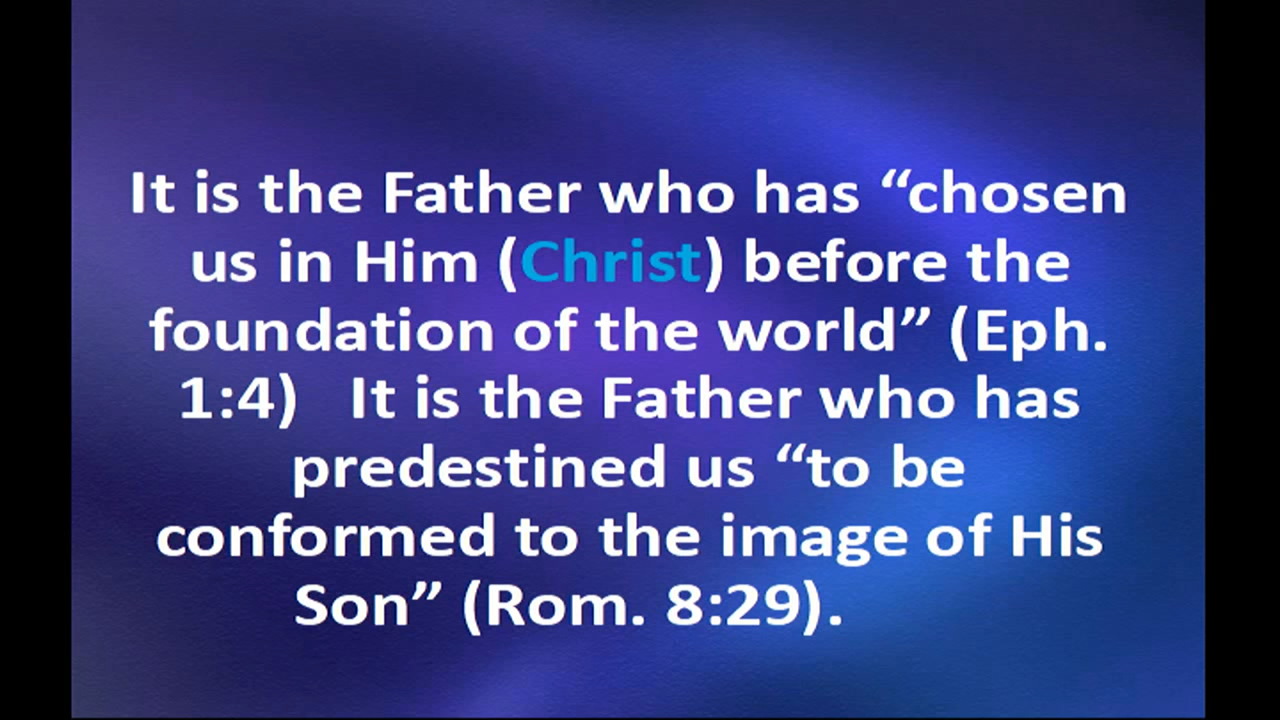 It is the Father who has “chosen
us in Him (Christ) before the
foundation of the world” (Eph.
1:4)   It is the Father who has
predestined us “to be
conformed to the image of His
Son” (Rom. 8:29).